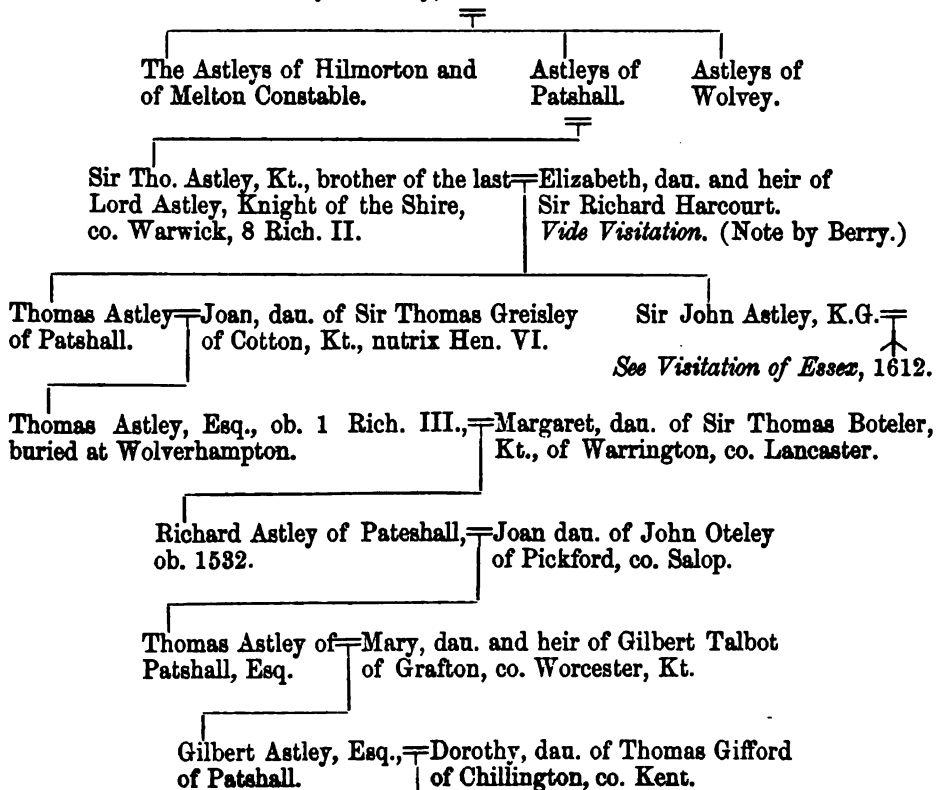 The Astleys of Hilmorton and
of Melton Constable.
Astleys of
Patshall.
Astleys of
Wolvey.
Sir Tho. Astley, Kt., brother of the last
Lord Astley, Knight of the Shire,
co. Warwick, 8 Rich. II.
Elizabeth, dau. and heir of
Sir Richard Harcourt.
Vide Visitation. (Note by Berry.)
Thomas Astley
of Patshall.
Joan, dau. of Sir Thomas Greisley
of Cotton, Kt., nutrix Hen. VI.
Sir John Astley, K.G.
See Visitation of Essex, 1612.
Thomas Astley, Esq., ob. 1 Rich. III.,
buried at Wolverhampton.
Margaret, dau. of Sir Thomas Boteler,
Kt., of Warrington, co. Lancaster.
Richard Astley of Pateshall,
ob. 1532.
Joan dau. of John Oteley
of Pickford, co. Salop.
Thomas Astley of
Patshall, Esq.
Mary, dau. and heir of Gilbert Talbot
of Grafton, co. Worcester, Kt.
Gilbert Astley, Esq.,
of Patshall.
Dorothy, dau. of Thomas Gifford
of Chillington, co. Kent.